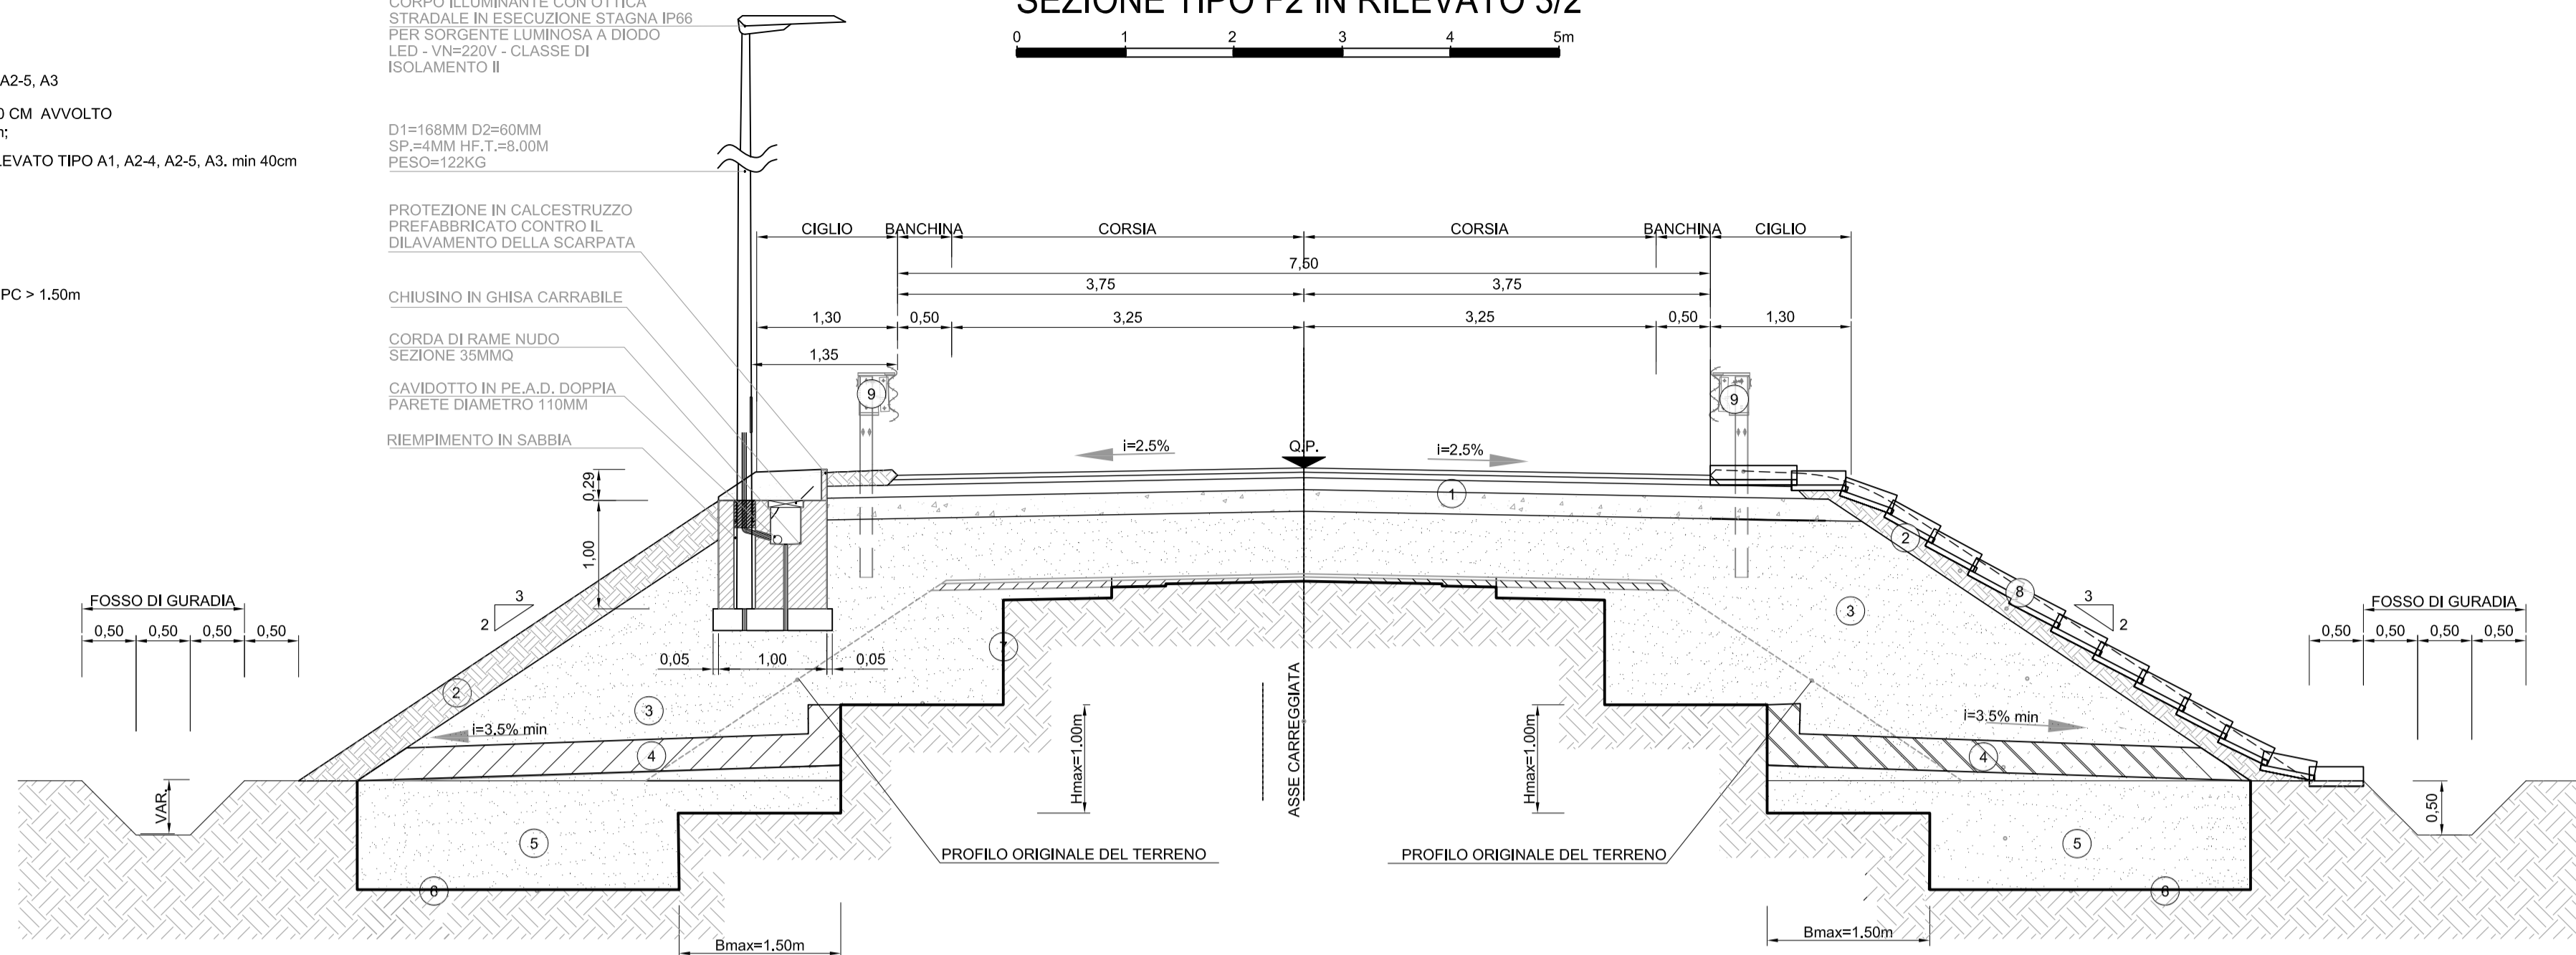 SEZIONE TIPO F2 IN RILEVATO 3/2
0 1 2 3 4 5m
A2-5, A3
0 CM AVVOLTO
LEVATO TIPO A1, A2-4, A2-5, A3. min 40cm
PC > 1.50m
CORPO ILLUMINANTE CON OTTICA
STRADALE IN ESECUZIONE STAGNA IP66
PER SORGENTE LUMINOSA A DIODO
LED - VN=220V - CLASSE DI
ISOLAMENTO II
D1=168MM D2=60MM
SP.=4MM HF.T.=8.00M
PESO=122KG
PROTEZIONE IN CALCESTRUZZO
PREFABBRICATO CONTRO IL
DILAVAMENTO DELLA SCARPATA
CHIUSINO IN GHISA CARRABILE
CORDA DI RAME NUDO
SEZIONE 35MMQ
CAVIDOTTO IN PE.A.D. DOPPIA
PARETE DIAMETRO 110MM
RIEMPIMENTO IN SABBIA
CIGLIO BANCHINA CORSIA CORSIA BANCHINA CIGLIO
7,50
3,75 3,75
1,30 0,50 3,25 3,25 0,50 1,30
1,35
9 9
i=2.5% Q.P. i=2.5%
0,29
1
1,00
2
8
FOSSO DI GURADIA
0,50 0,50 0,50 0,50
3
2
3
3
2
FOSSO DI GURADIA
0,50 0,50 0,50 0,50
0,05 1,00 0,05
7
2
3
i=3.5% min
4
ASSE CARREGGIATA
i=3.5% min
4
VAR.
Hmax=1.00m
Hmax=1.00m
0,50
5
5
PROFILO ORIGINALE DEL TERRENO
PROFILO ORIGINALE DEL TERRENO
6
6
Bmax=1.50m
Bmax=1.50m